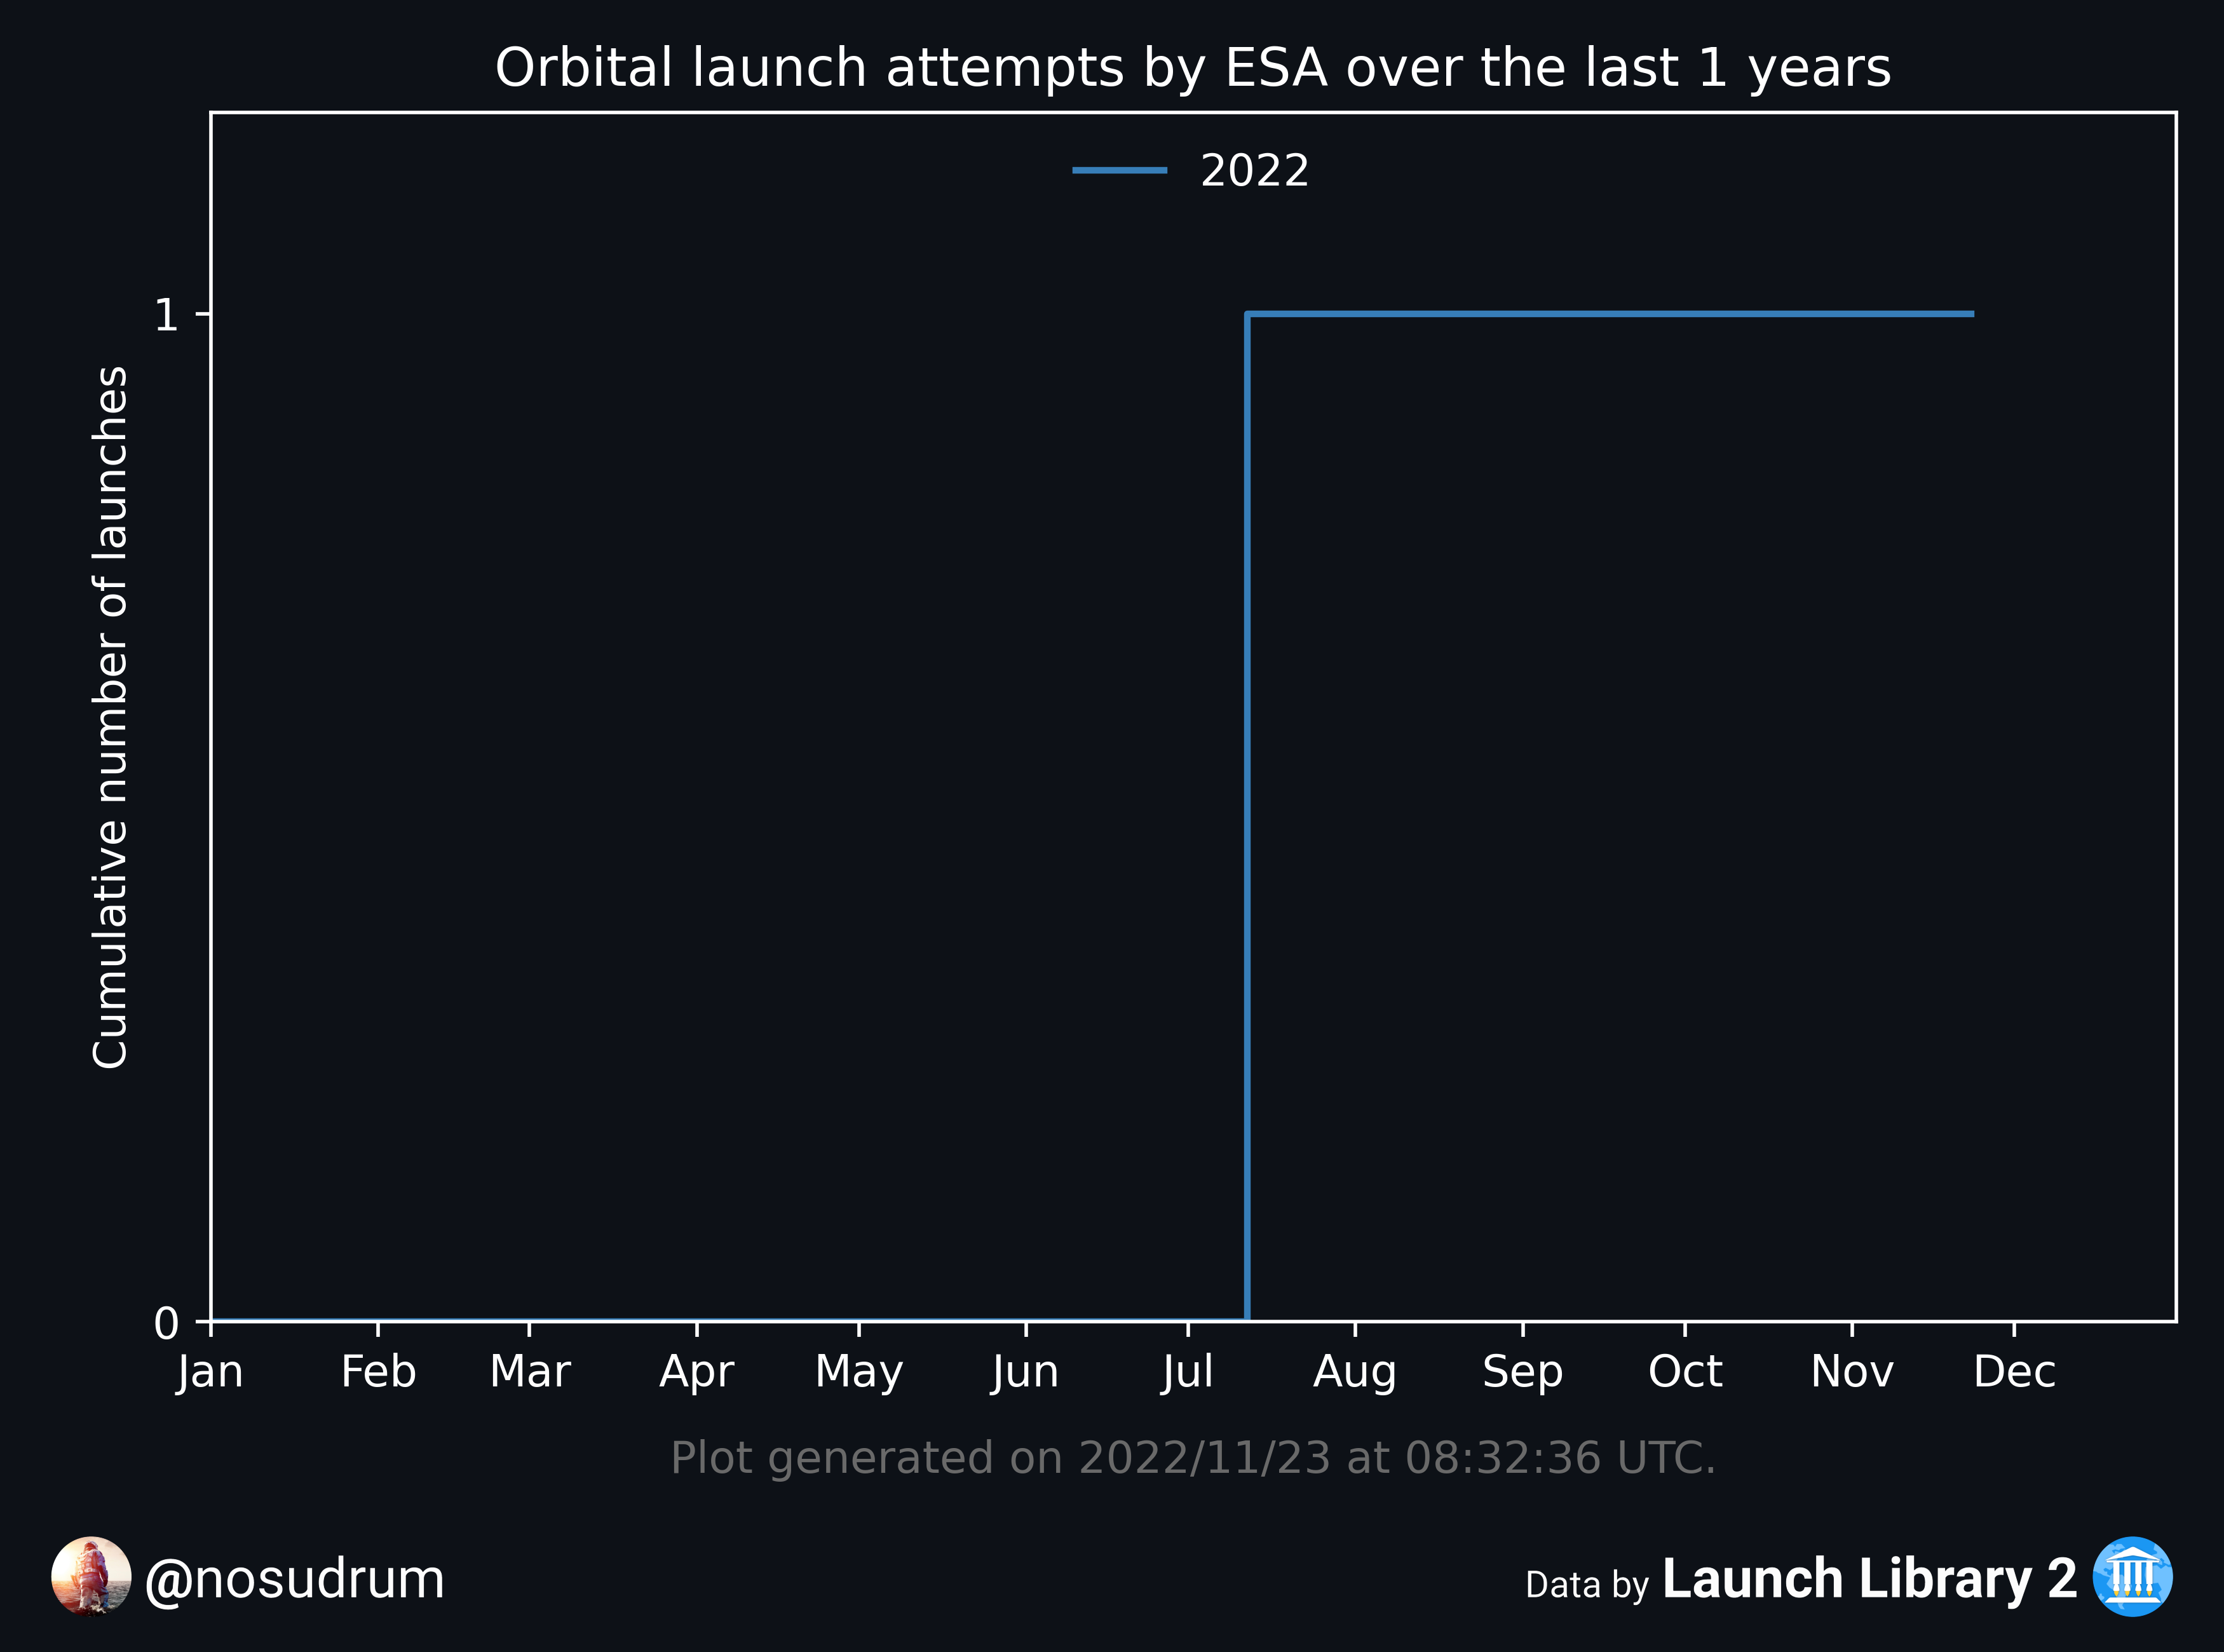 Orbital launch attempts by ESA over the last 1 years
2022
1
Cumulative number of launches
0
Jan Feb Mar Apr May Jun Jul Aug Sep Oct Nov Dec
Plot generated on 2022/11/23 at 08:32:36 UTC.
@nosudrum
Data by Launch Library 2